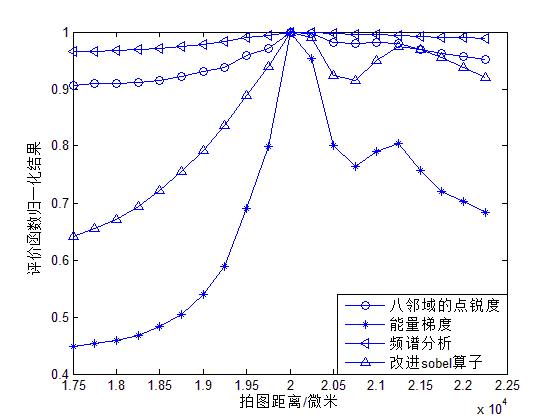 1
0.9
0.8
0.7
0.6
0.5
0.4
评价函数归一化结果
八邻域的点锐度
能量梯度
频谱分析
改进sobel算子
1.75 1.8 1.85 1.9 1.95 2 2.05 2.1 2.15 2.2 2.25
拍图距离/微米
x 10^4